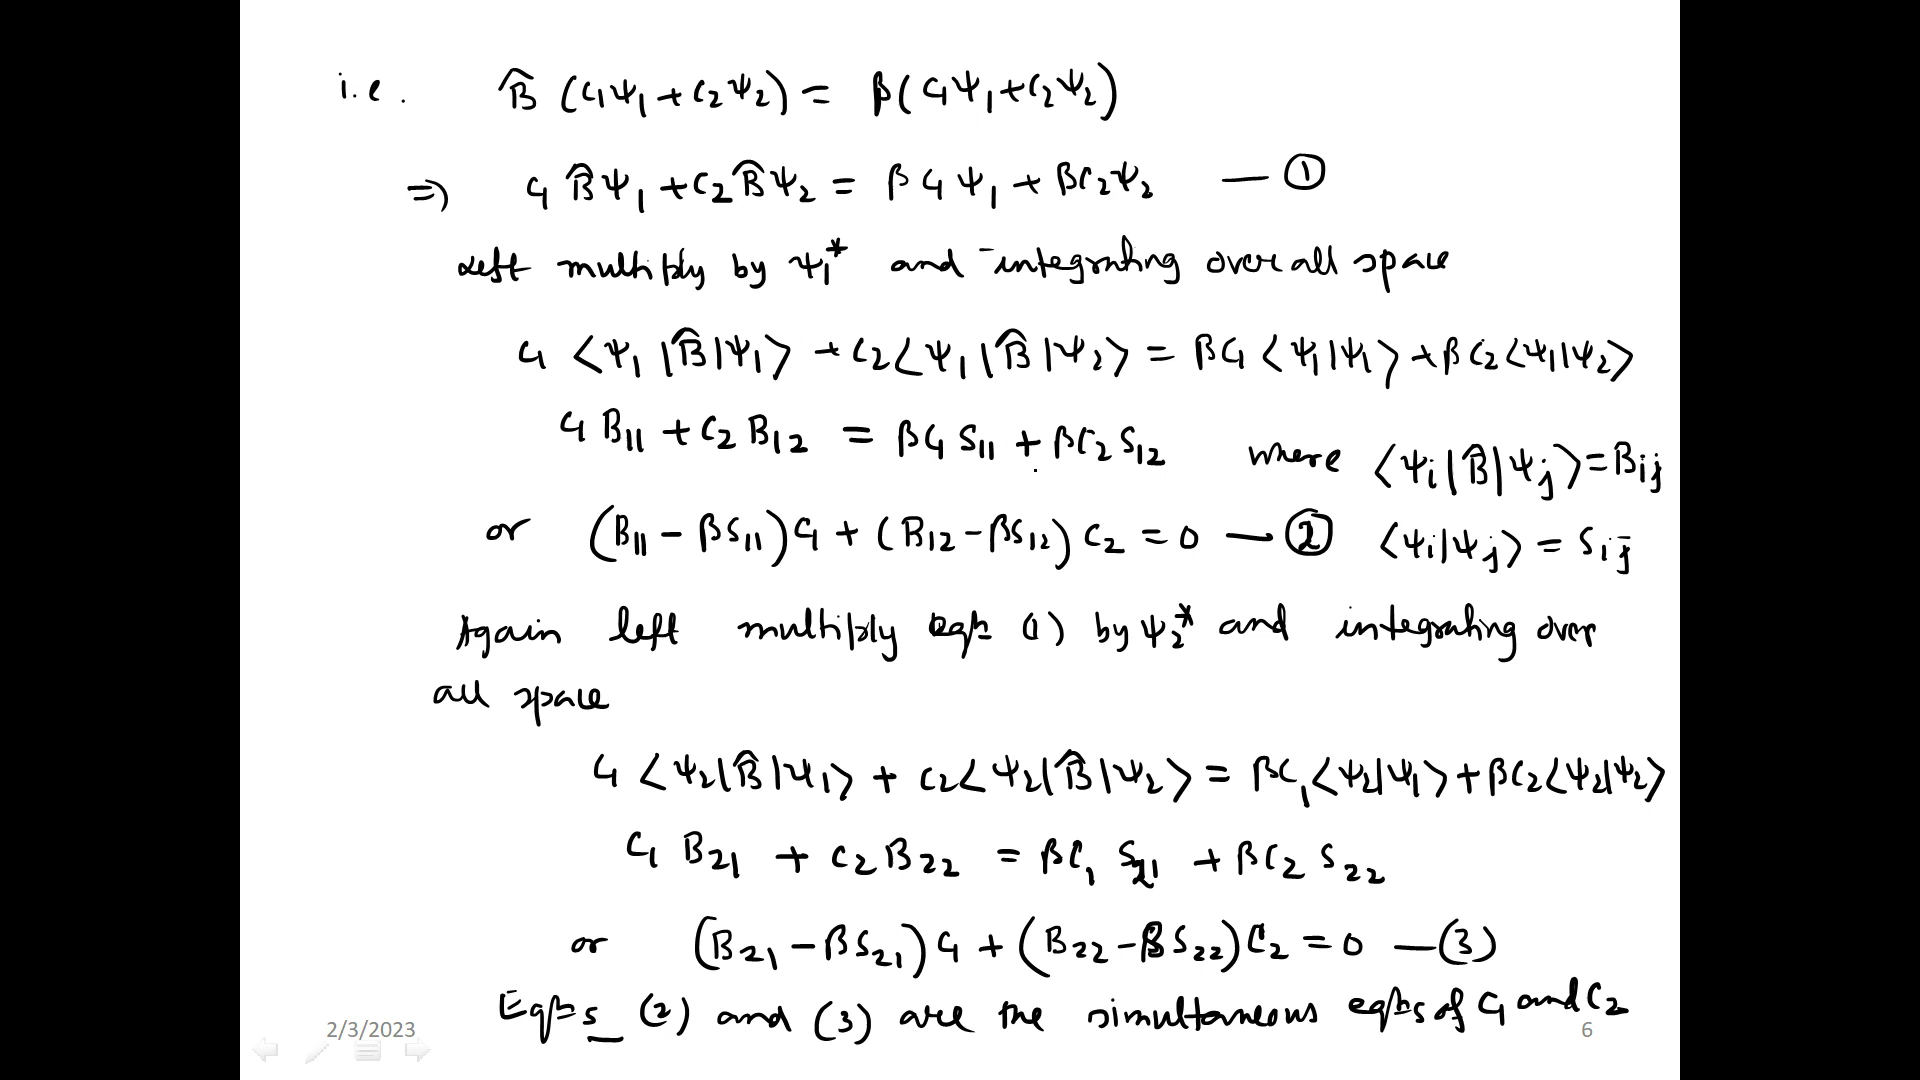 i.e. B̂ (C₁Ψ₁ + C₂Ψ₂) = β(C₁Ψ₁ + C₂Ψ₂)
⇒ C₁ B̂Ψ₁ + C₂B̂Ψ₂ = βC₁Ψ₁ + βC₂Ψ₂ — ①
Left multiply by Ψ₁* and integrating over all space
C₁ ⟨Ψ₁|B̂|Ψ₁⟩ + C₂⟨Ψ₁|B̂|Ψ₂⟩ = βC₁⟨Ψ₁|Ψ₁⟩ + βC₂⟨Ψ₁|Ψ₂⟩
C₁ B₁₁ + C₂ B₁₂ = βC₁ S₁₁ + βC₂ S₁₂ where ⟨Ψᵢ|B̂|Ψⱼ⟩ = Bᵢⱼ
or (B₁₁ − βS₁₁)C₁ + (B₁₂ − βS₁₂)C₂ = 0 — ② ⟨Ψᵢ|Ψⱼ⟩ = Sᵢⱼ
Again left multiply eqn (1) by Ψ₂* and integrating over
all space
C₁ ⟨Ψ₂|B̂|Ψ₁⟩ + C₂⟨Ψ₂|B̂|Ψ₂⟩ = βC₁⟨Ψ₂|Ψ₁⟩ + βC₂⟨Ψ₂|Ψ₂⟩
C₁ B₂₁ + C₂ B₂₂ = βC₁ S₂₁ + βC₂ S₂₂
or (B₂₁ − βS₂₁)C₁ + (B₂₂ − βS₂₂)C₂ = 0 — (3)
Eqns (2) and (3) are the simultaneous eqns of C₁ and C₂
2/3/2023 6